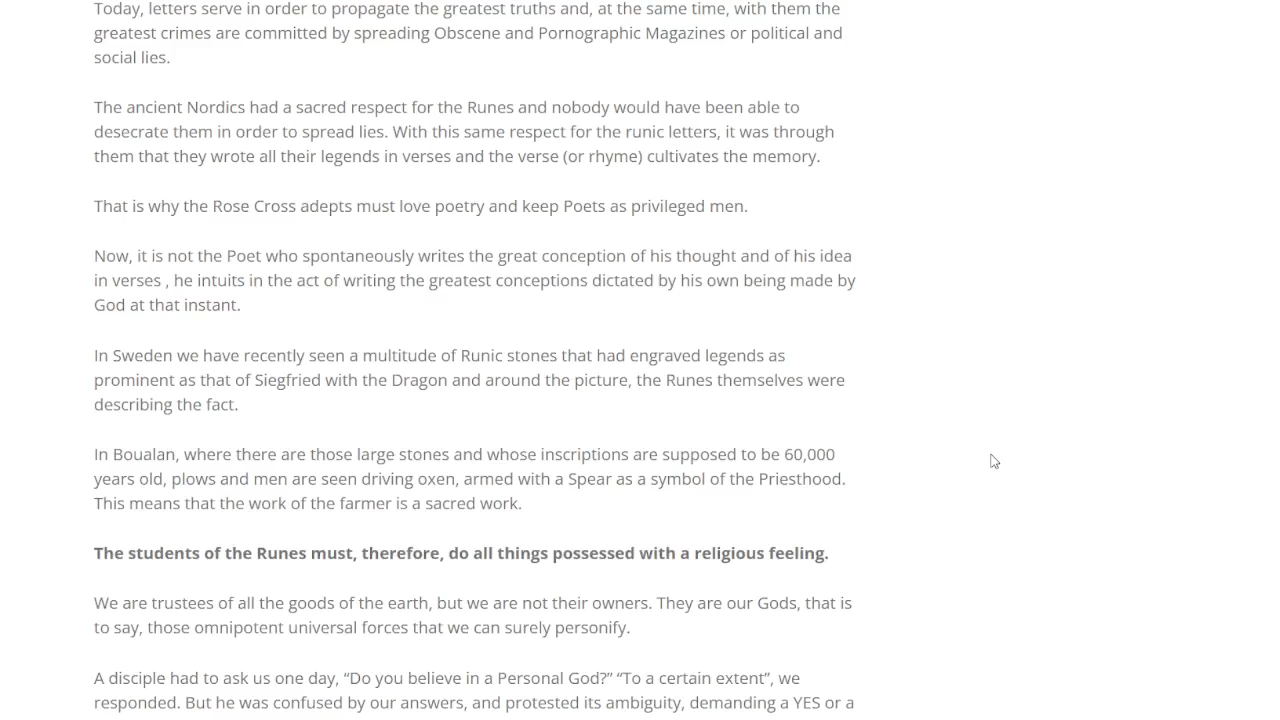 Today, letters serve in order to propagate the greatest truths and, at the same time, with them the
greatest crimes are committed by spreading Obscene and Pornographic Magazines or political and
social lies.
The ancient Nordics had a sacred respect for the Runes and nobody would have been able to
desecrate them in order to spread lies. With this same respect for the runic letters, it was through
them that they wrote all their legends in verses and the verse (or rhyme) cultivates the memory.
That is why the Rose Cross adepts must love poetry and keep Poets as privileged men.
Now, it is not the Poet who spontaneously writes the great conception of his thought and of his idea
in verses , he intuits in the act of writing the greatest conceptions dictated by his own being made by
God at that instant.
In Sweden we have recently seen a multitude of Runic stones that had engraved legends as
prominent as that of Siegfried with the Dragon and around the picture, the Runes themselves were
describing the fact.
In Boualan, where there are those large stones and whose inscriptions are supposed to be 60,000
years old, plows and men are seen driving oxen, armed with a Spear as a symbol of the Priesthood.
This means that the work of the farmer is a sacred work.
The students of the Runes must, therefore, do all things possessed with a religious feeling.
We are trustees of all the goods of the earth, but we are not their owners. They are our Gods, that is
to say, those omnipotent universal forces that we can surely personify.
A disciple had to ask us one day, “Do you believe in a Personal God?” “To a certain extent”, we
responded. But he was confused by our answers, and protested its ambiguity, demanding a YES or a